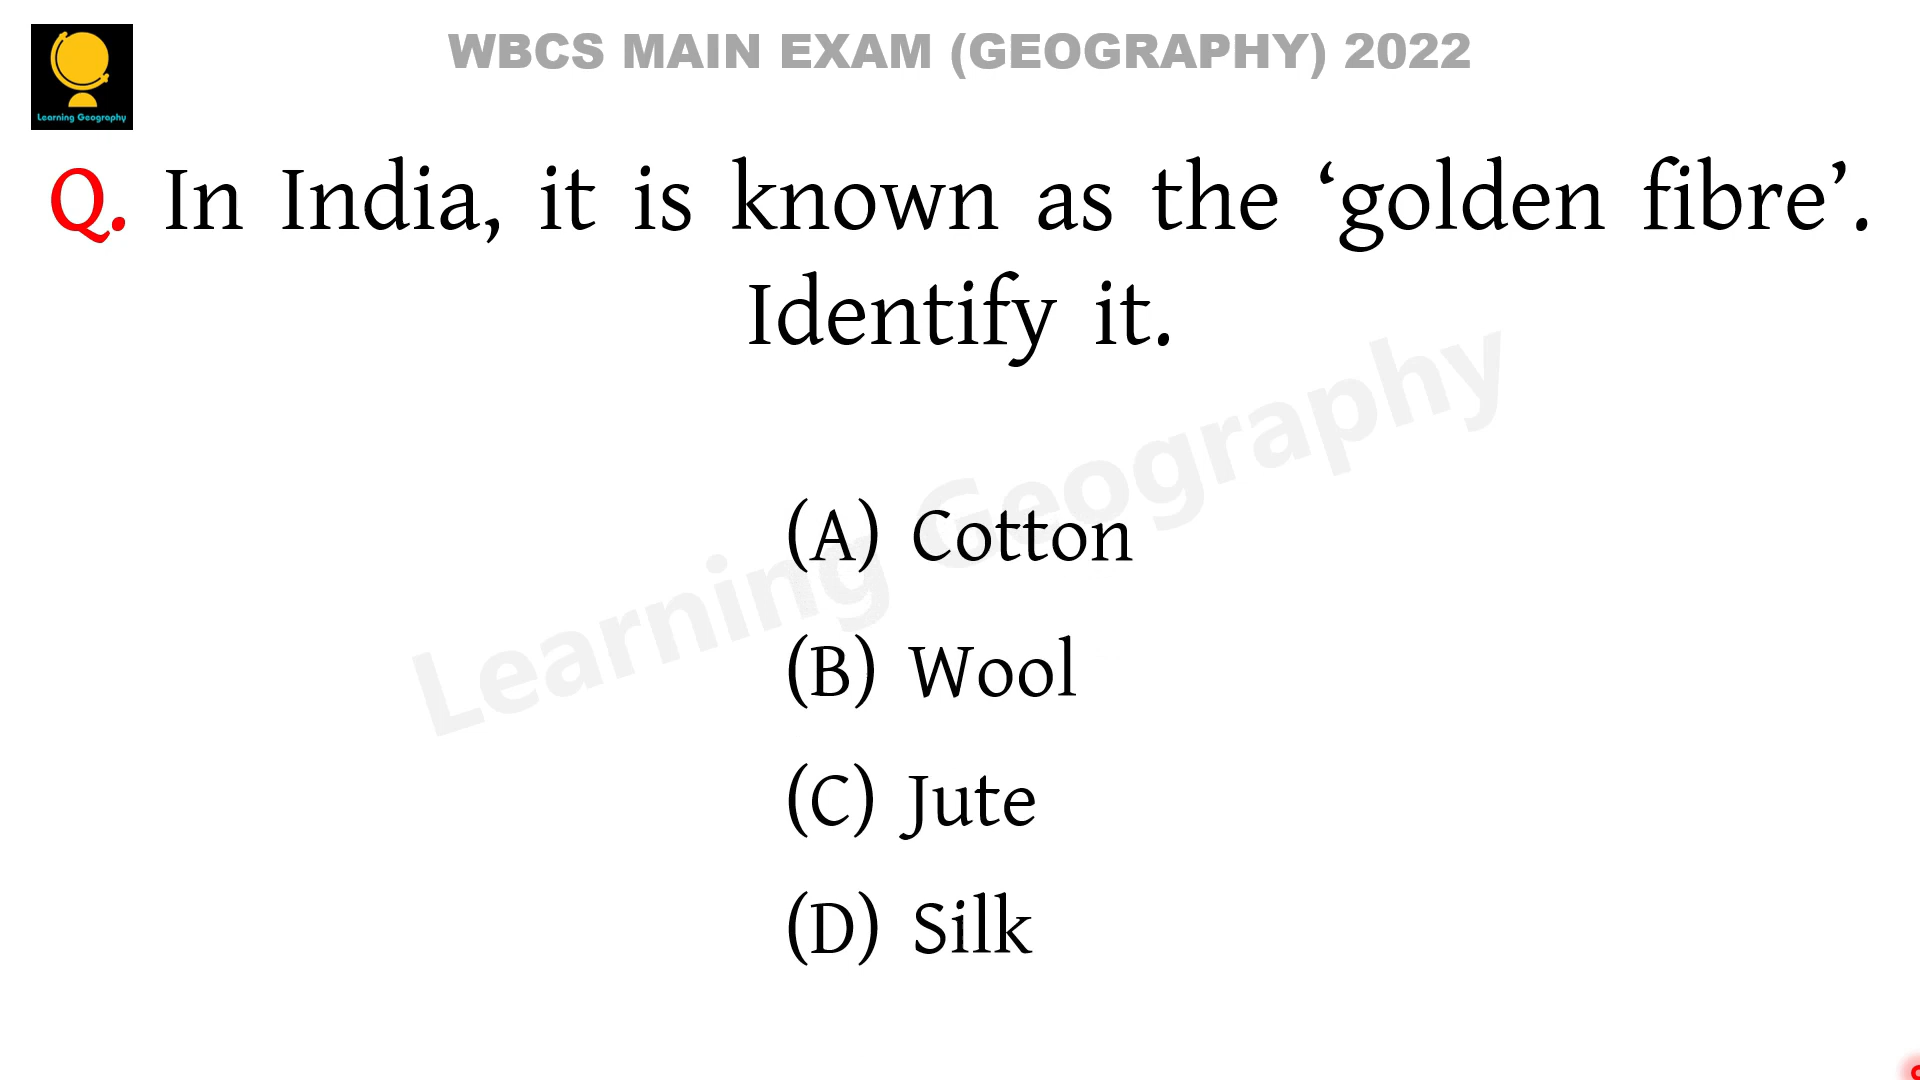 WBCS MAIN EXAM (GEOGRAPHY) 2022
Learning Geography
Q. In India, it is known as the ‘golden fibre’.
Identify it.
Learning Geography
(A) Cotton
(B) Wool
(C) Jute
(D) Silk